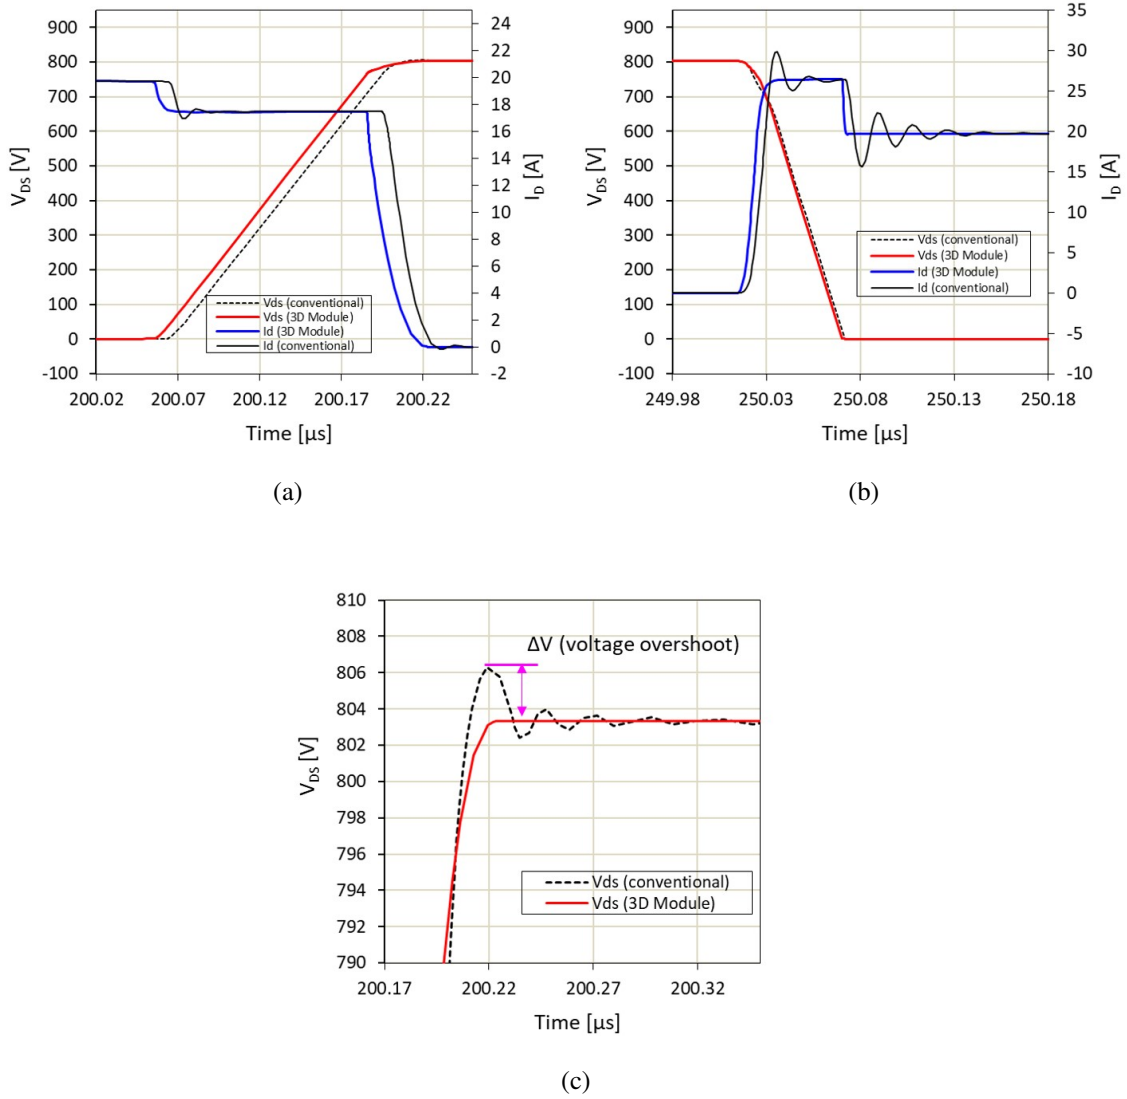 900
800
700
600
500
400
300
200
100
0
-100
V_DS [V]
24
22
20
18
16
14
12
10
8
6
4
2
0
-2
I_D [A]
Vds (conventional)
Vds (3D Module)
Id (3D Module)
Id (conventional)
200.02 200.07 200.12 200.17 200.22
Time [µs]
(a)
900
800
700
600
500
400
300
200
100
0
-100
V_DS [V]
35
30
25
20
15
10
5
0
-5
-10
I_D [A]
Vds (conventional)
Vds (3D Module)
Id (3D Module)
Id (conventional)
249.98 250.03 250.08 250.13 250.18
Time [µs]
(b)
810
808
806
804
802
800
798
796
794
792
790
V_DS [V]
ΔV (voltage overshoot)
Vds (conventional)
Vds (3D Module)
200.17 200.22 200.27 200.32
Time [µs]
(c)